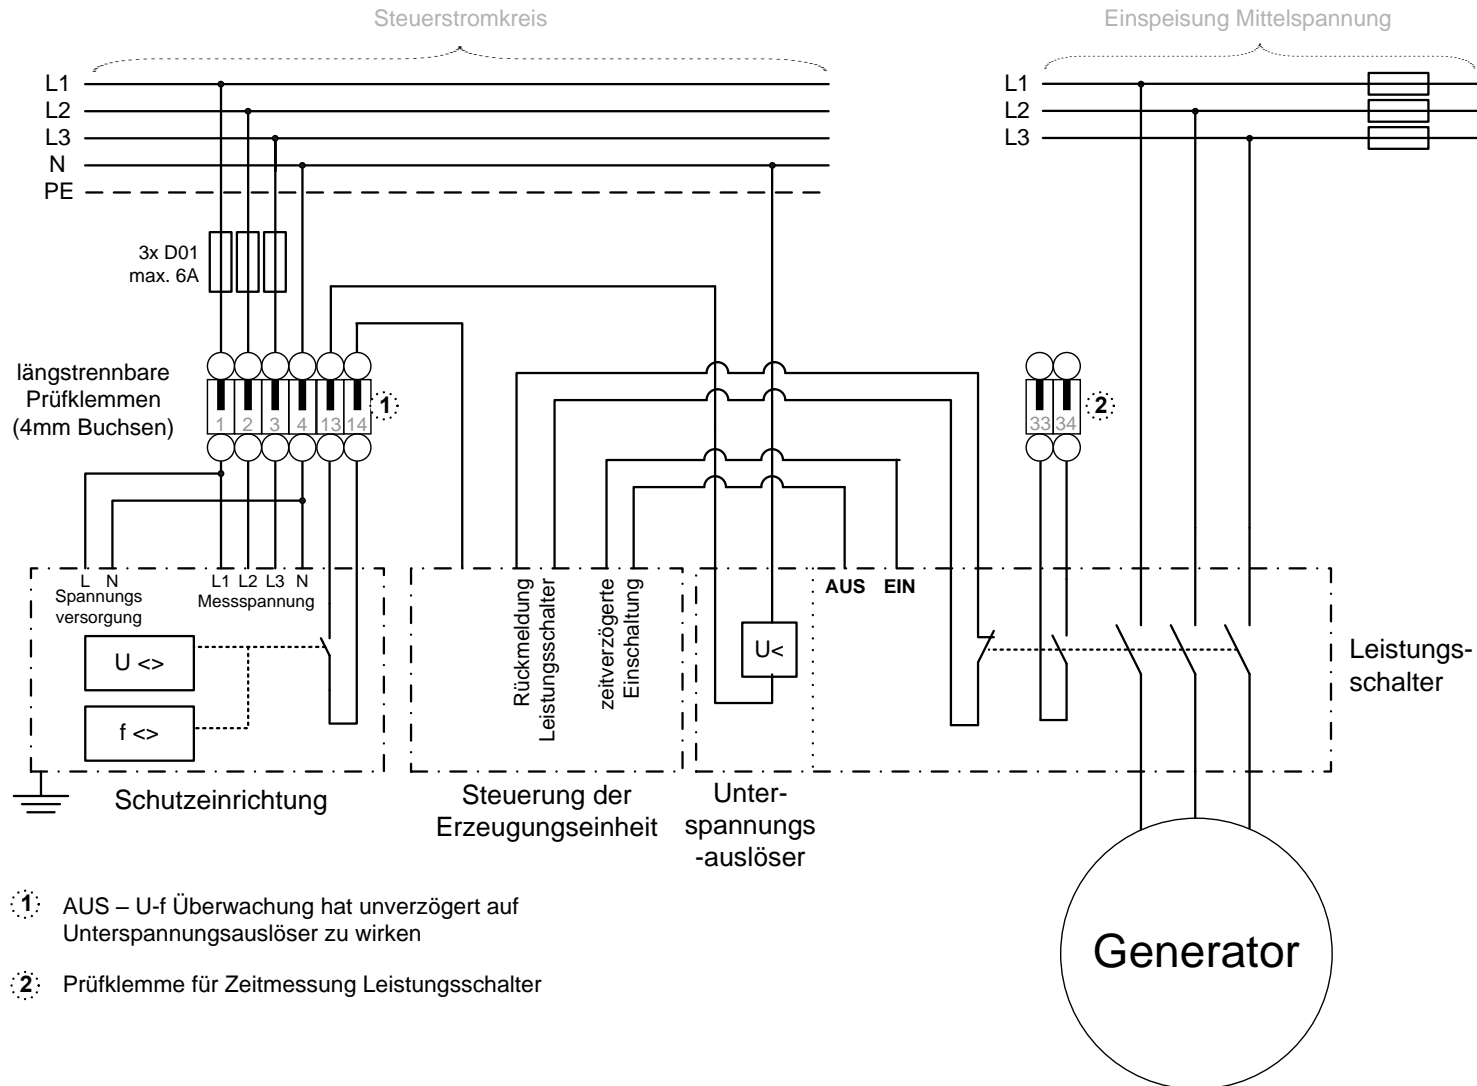 Steuerstromkreis
Einspeisung Mittelspannung
L1
L2
L3
N
PE
L1
L2
L3
3x D01
max. 6A
längstrennbare
Prüfklemmen
(4mm Buchsen)
1 2 3 4 13 14
1
33 34
2
L N
Spannungs
versorgung
L1 L2 L3 N
Messspannung
U <>
f <>
Rückmeldung
Leistungsschalter
zeitverzögerte
Einschaltung
U<
AUS EIN
Leistungs-
schalter
Schutzeinrichtung
Steuerung der
Erzeugungseinheit
Unter-
spannungs
-auslöser
Generator
1 AUS – U-f Überwachung hat unverzögert auf
Unterspannungsauslöser zu wirken
2 Prüfklemme für Zeitmessung Leistungsschalter